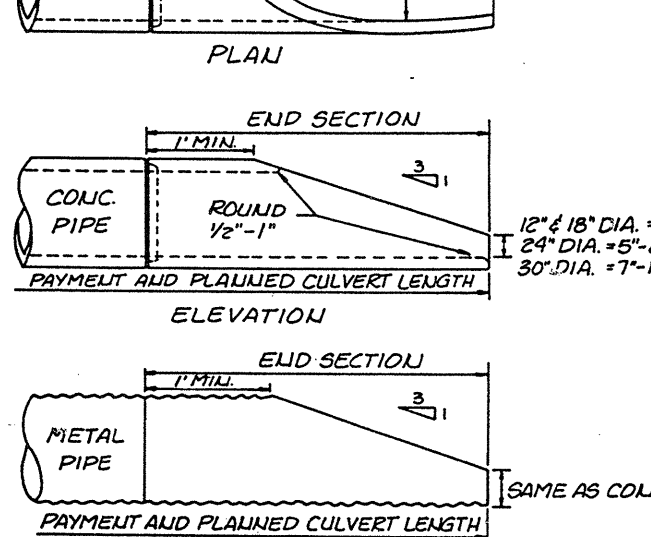 PLAN
END SECTION
1' MIN.
3
1
CONC.
PIPE
ROUND
1/2"-1"
12" & 18" DIA. =
24" DIA. = 5"-
30" DIA. = 7"-
PAYMENT AND PLANNED CULVERT LENGTH
ELEVATION
END SECTION
1' MIN.
3
1
METAL
PIPE
SAME AS
PAYMENT AND PLANNED CULVERT LENGTH